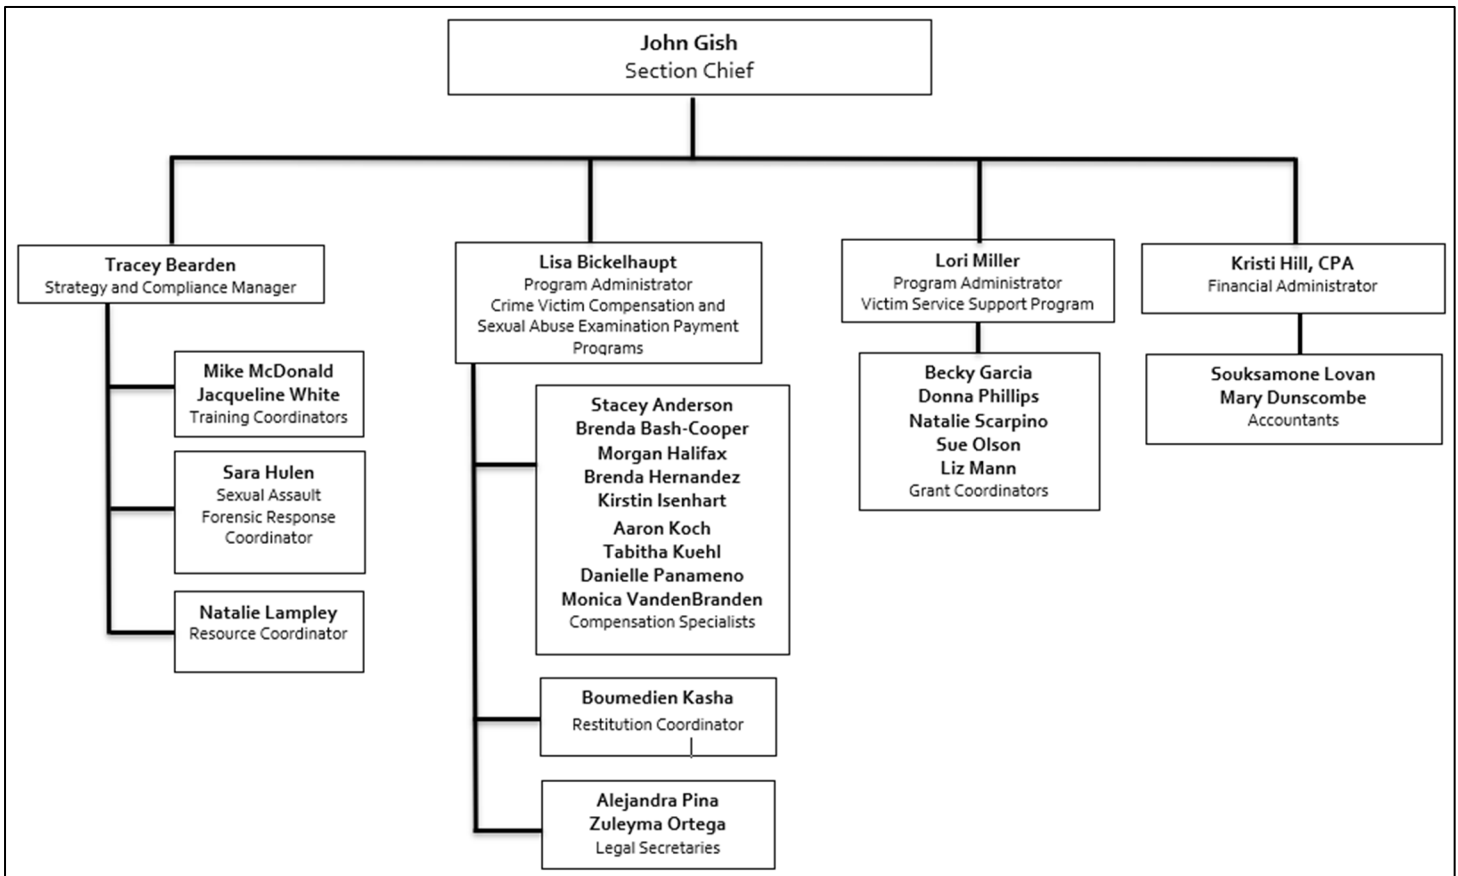 John Gish
Section Chief
Tracey Bearden
Strategy and Compliance Manager
Mike McDonald
Jacqueline White
Training Coordinators
Sara Hulen
Sexual Assault
Forensic Response
Coordinator
Natalie Lampley
Resource Coordinator
Lisa Bickelhaupt
Program Administrator
Crime Victim Compensation and
Sexual Abuse Examination Payment
Programs
Stacey Anderson
Brenda Bash-Cooper
Morgan Halifax
Brenda Hernandez
Kirstin Isenhart
Aaron Koch
Tabitha Kuehl
Danielle Panameno
Monica VandenBranden
Compensation Specialists
Boumedien Kasha
Restitution Coordinator
Alejandra Pina
Zuleyma Ortega
Legal Secretaries
Lori Miller
Program Administrator
Victim Service Support Program
Becky Garcia
Donna Phillips
Natalie Scarpino
Sue Olson
Liz Mann
Grant Coordinators
Kristi Hill, CPA
Financial Administrator
Souksamone Lovan
Mary Dunscombe
Accountants